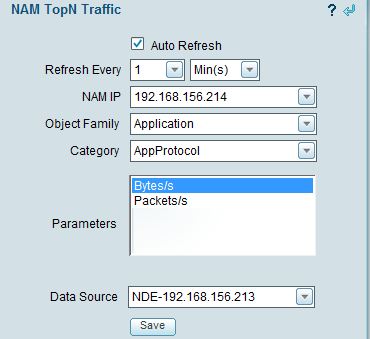 NAM TopN Traffic ?
Auto Refresh
Refresh Every 1 Min(s)
NAM IP 192.168.156.214
Object Family Application
Category AppProtocol
Bytes/s
Packets/s
Parameters
Data Source NDE-192.168.156.213
Save